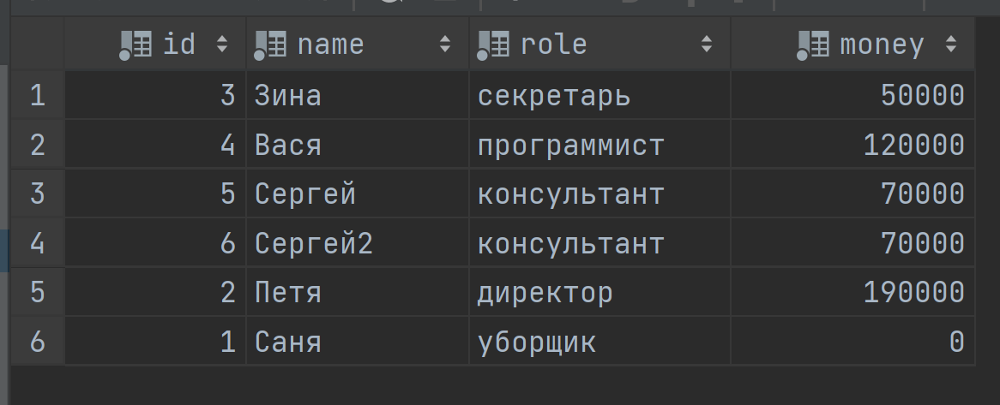 id name role money
1 3 Зина секретарь 50000
2 4 Вася программист 120000
3 5 Сергей консультант 70000
4 6 Сергей2 консультант 70000
5 2 Петя директор 190000
6 1 Саня уборщик 0